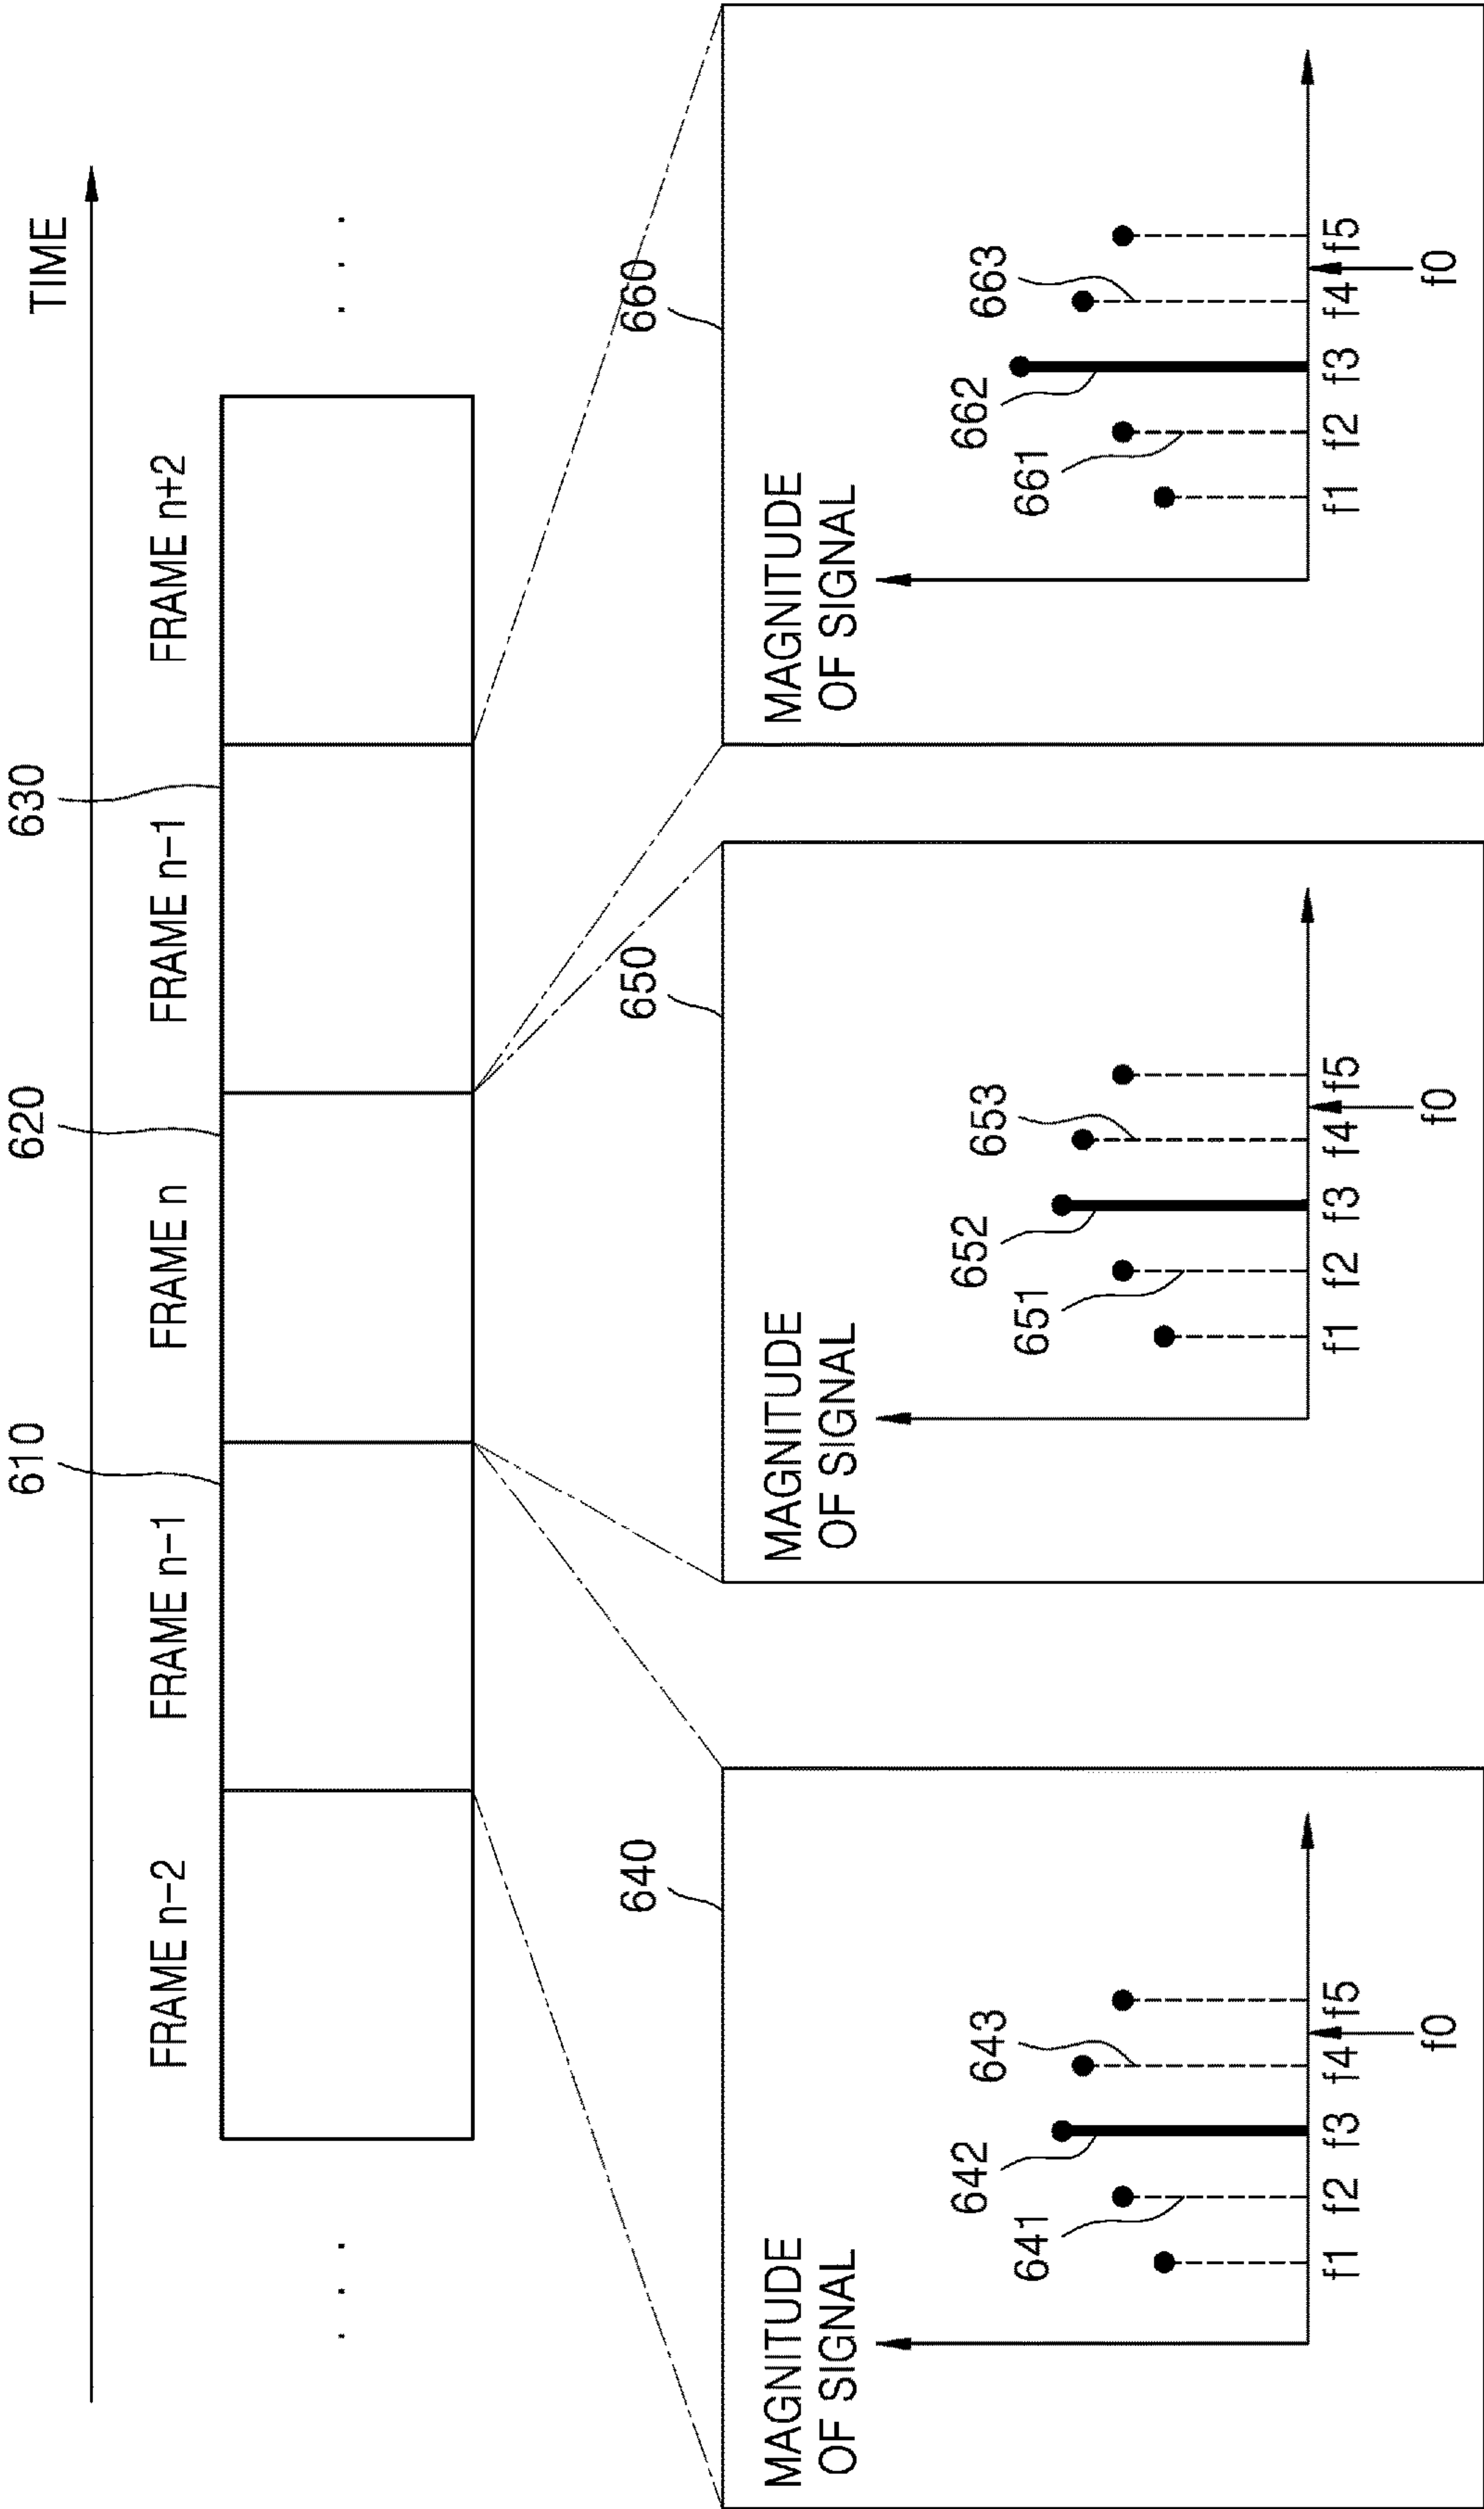 TIME
610
620
630
FRAME n-2
FRAME n-1
FRAME n
FRAME n-1
FRAME n+2
. . .
. . .
640
650
660
MAGNITUDE
OF SIGNAL
641
642
643
f1 f2 f3 f4 f5
f0
MAGNITUDE
OF SIGNAL
651
652
653
f1 f2 f3 f4 f5
f0
MAGNITUDE
OF SIGNAL
661
662
663
f1 f2 f3 f4 f5
f0